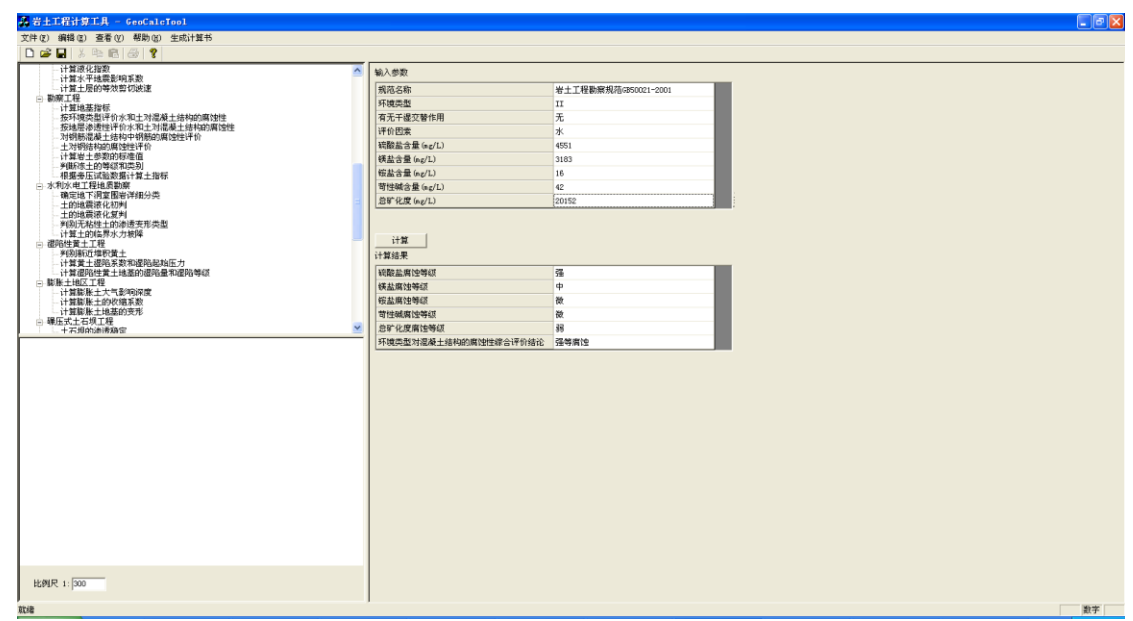 岩土工程计算工具 - GeoCalcTool
文件(F) 编辑(E) 查看(V) 帮助(H) 生成计算书
计算液化指数
计算水平地震影响系数
计算土层的等效剪切波速
勘察工程
计算地基指标
按环境类型评价水和土对混凝土结构的腐蚀性
按地层渗透性评价水和土对混凝土结构的腐蚀性
对钢筋混凝土结构中钢筋的腐蚀性评价
土对钢结构的腐蚀性评价
计算岩土参数的标准值
判断冻土的等级和类别
根据旁压试验数据计算土指标
水利水电工程地质勘察
确定地下洞室围岩详细分类
土的地震液化初判
土的地震液化复判
判别无粘性土的渗透变形类型
计算土的临界水力坡降
湿陷性黄土工程
判别新近堆积黄土
计算黄土湿陷系数和湿陷起始压力
计算湿陷性黄土地基的湿陷量和湿陷等级
膨胀土地区工程
计算膨胀土大气影响深度
计算膨胀土的收缩系数
计算膨胀土地基的变形
碾压式土石坝工程
土石坝的渗透稳定
比例尺 1: 300
输入参数
规范名称 岩土工程勘察规范GB50021-2001
环境类型 II
有无干湿交替作用 无
评价因素 水
硫酸盐含量(mg/L) 4551
镁盐含量(mg/L) 3183
铵盐含量(mg/L) 16
苛性碱含量(mg/L) 42
总矿化度(mg/L) 20152
计算
计算结果
硫酸盐腐蚀等级 强
镁盐腐蚀等级 中
铵盐腐蚀等级 微
苛性碱腐蚀等级 微
总矿化度腐蚀等级 弱
环境类型对混凝土结构的腐蚀性综合评价结论 强等腐蚀
就绪 数字